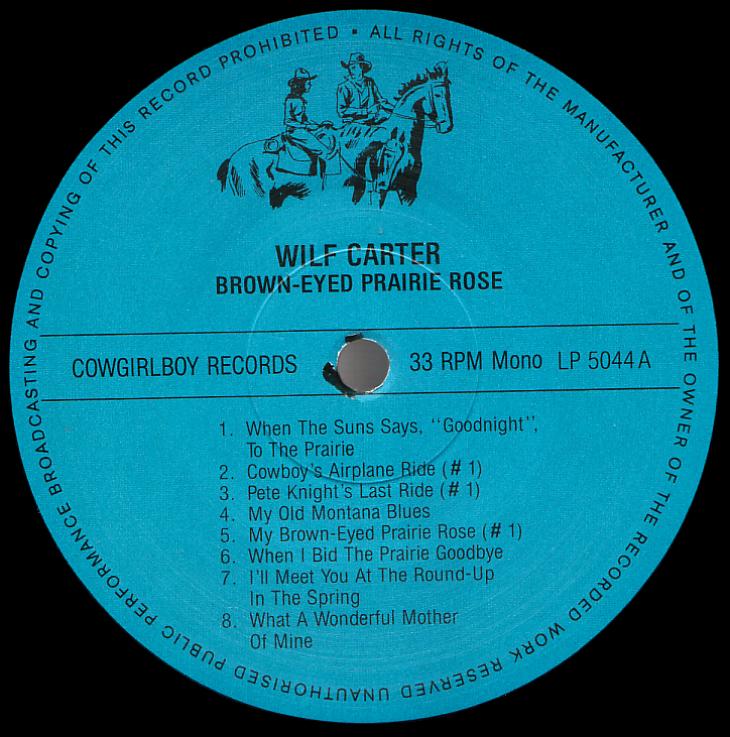 ALL RIGHTS OF THE MANUFACTURER AND OF THE OWNER OF THE RECORDED WORK RESERVED UNAUTHORISED PUBLIC PERFORMANCE BROADCASTING AND COPYING OF THIS RECORD PROHIBITED ▪
WILF CARTER
BROWN-EYED PRAIRIE ROSE
COWGIRLBOY RECORDS 33 RPM Mono LP 5044 A
1. When The Suns Says, ‘‘Goodnight’’,
To The Prairie
2. Cowboy's Airplane Ride (# 1)
3. Pete Knight's Last Ride (# 1)
4. My Old Montana Blues
5. My Brown-Eyed Prairie Rose (# 1)
6. When I Bid The Prairie Goodbye
7. I'll Meet You At The Round-Up
In The Spring
8. What A Wonderful Mother
Of Mine